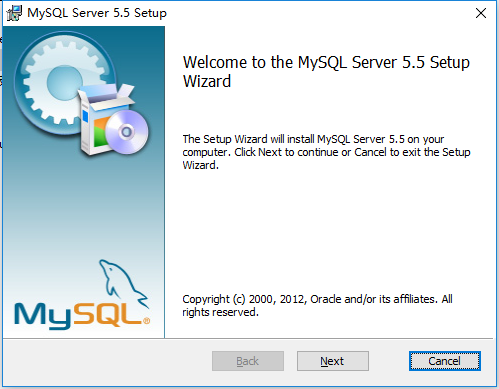 MySQL Server 5.5 Setup
Welcome to the MySQL Server 5.5 Setup
Wizard
The Setup Wizard will install MySQL Server 5.5 on your
computer. Click Next to continue or Cancel to exit the Setup
Wizard.
MySQL®
Copyright (c) 2000, 2012, Oracle and/or its affiliates. All
rights reserved.
Back
Next
Cancel